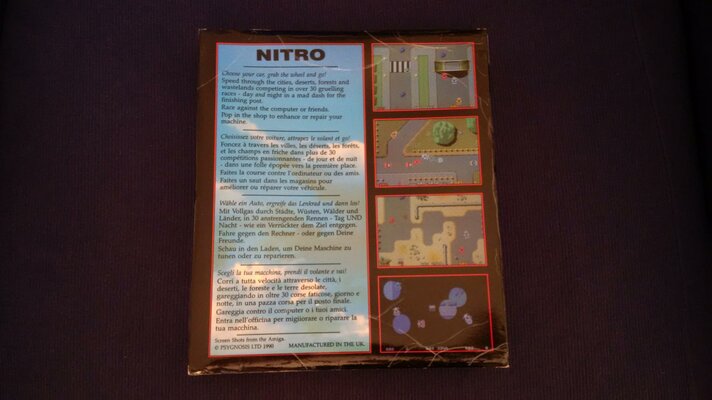 NITRO
Choose your car, grab the wheel and go!
Speed through the cities, deserts, forests and
wastelands competing in over 30 gruelling
races - day and night in a mad dash for the
finishing post.
Race against the computer or friends.
Pop in the shop to enhance or repair your
machine.
Choisissez votre voiture, attrapez le volant et go!
Foncez à travers les villes, les déserts, les forêts,
et les champs en friche dans plus de 30
compétitions passionnantes - de jour et de nuit
- dans une folle épopée vers la première place.
Faites la course contre l'ordinateur ou des amis.
Faites un saut dans les magasins pour
améliorer ou réparer votre véhicule.
Wähle ein Auto, ergreife das Lenkrad und dann los!
Mit Vollgas durch Städte, Wüsten, Wälder und
Länder, in 30 anstrengenden Rennen - Tag UND
Nacht - wie ein Verrückter dem Ziel entgegen.
Fahre gegen den Rechner - oder gegen Deine
Freunde.
Schau in den Laden, um Deine Maschine zu
tunen oder zu reparieren.
Scegli la tua macchina, prendi il volante e vai!
Corri a tutta velocità attraverso le città, i
deserti, le foreste e le terre desolate,
gareggiando in oltre 30 corse faticose, giorno e
notte, in una pazza corsa per il posto finale.
Gareggia contro il computer o i tuoi amici.
Entra nell'officina per migliorare o riparare la
tua macchina.
Screen Shots from the Amiga.
© PSYGNOSIS LTD 1990 MANUFACTURED IN THE UK.